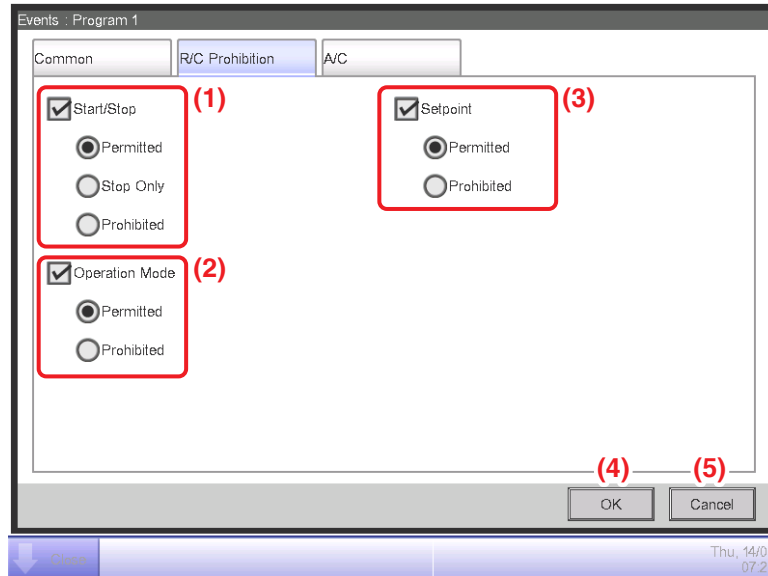 Events : Program 1
Common R/C Prohibition A/C
Start/Stop (1)
Permitted
Stop Only
Prohibited
Operation Mode (2)
Permitted
Prohibited
Setpoint (3)
Permitted
Prohibited
(4) (5)
OK Cancel
Thu, 14/0
07:2